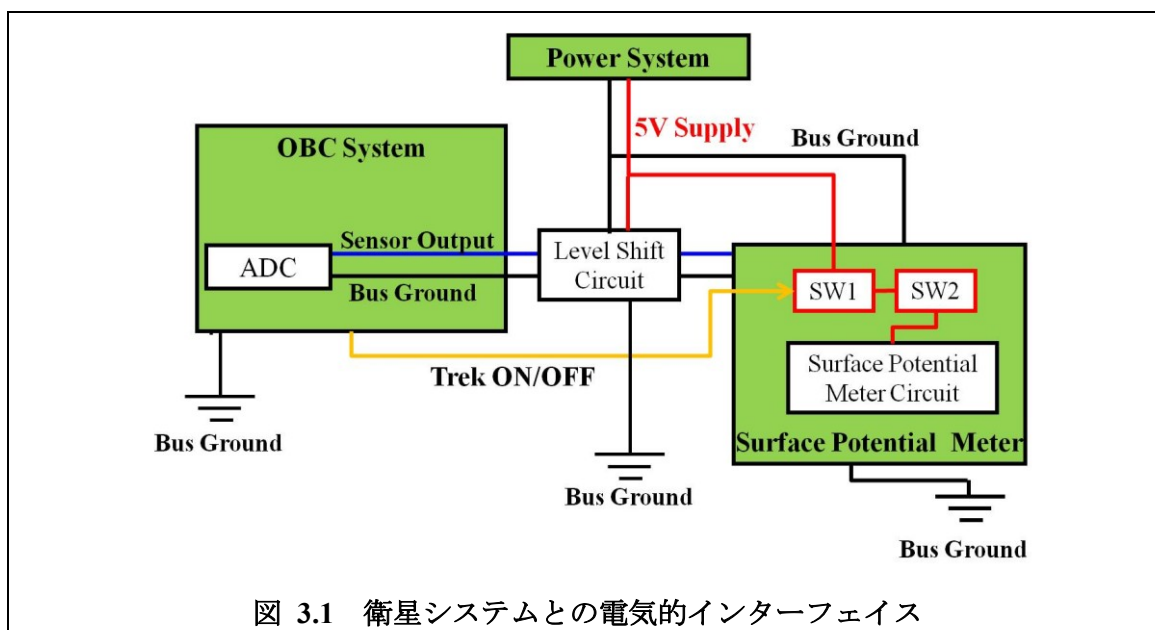 Power System
5V Supply
Bus Ground
OBC System
Sensor Output
ADC
Bus Ground
Level Shift
Circuit
SW1
SW2
Trek ON/OFF
Surface Potential
Meter Circuit
Surface Potential Meter
Bus Ground
Bus Ground
Bus Ground
図 3.1 衛星システムとの電気的インターフェイス